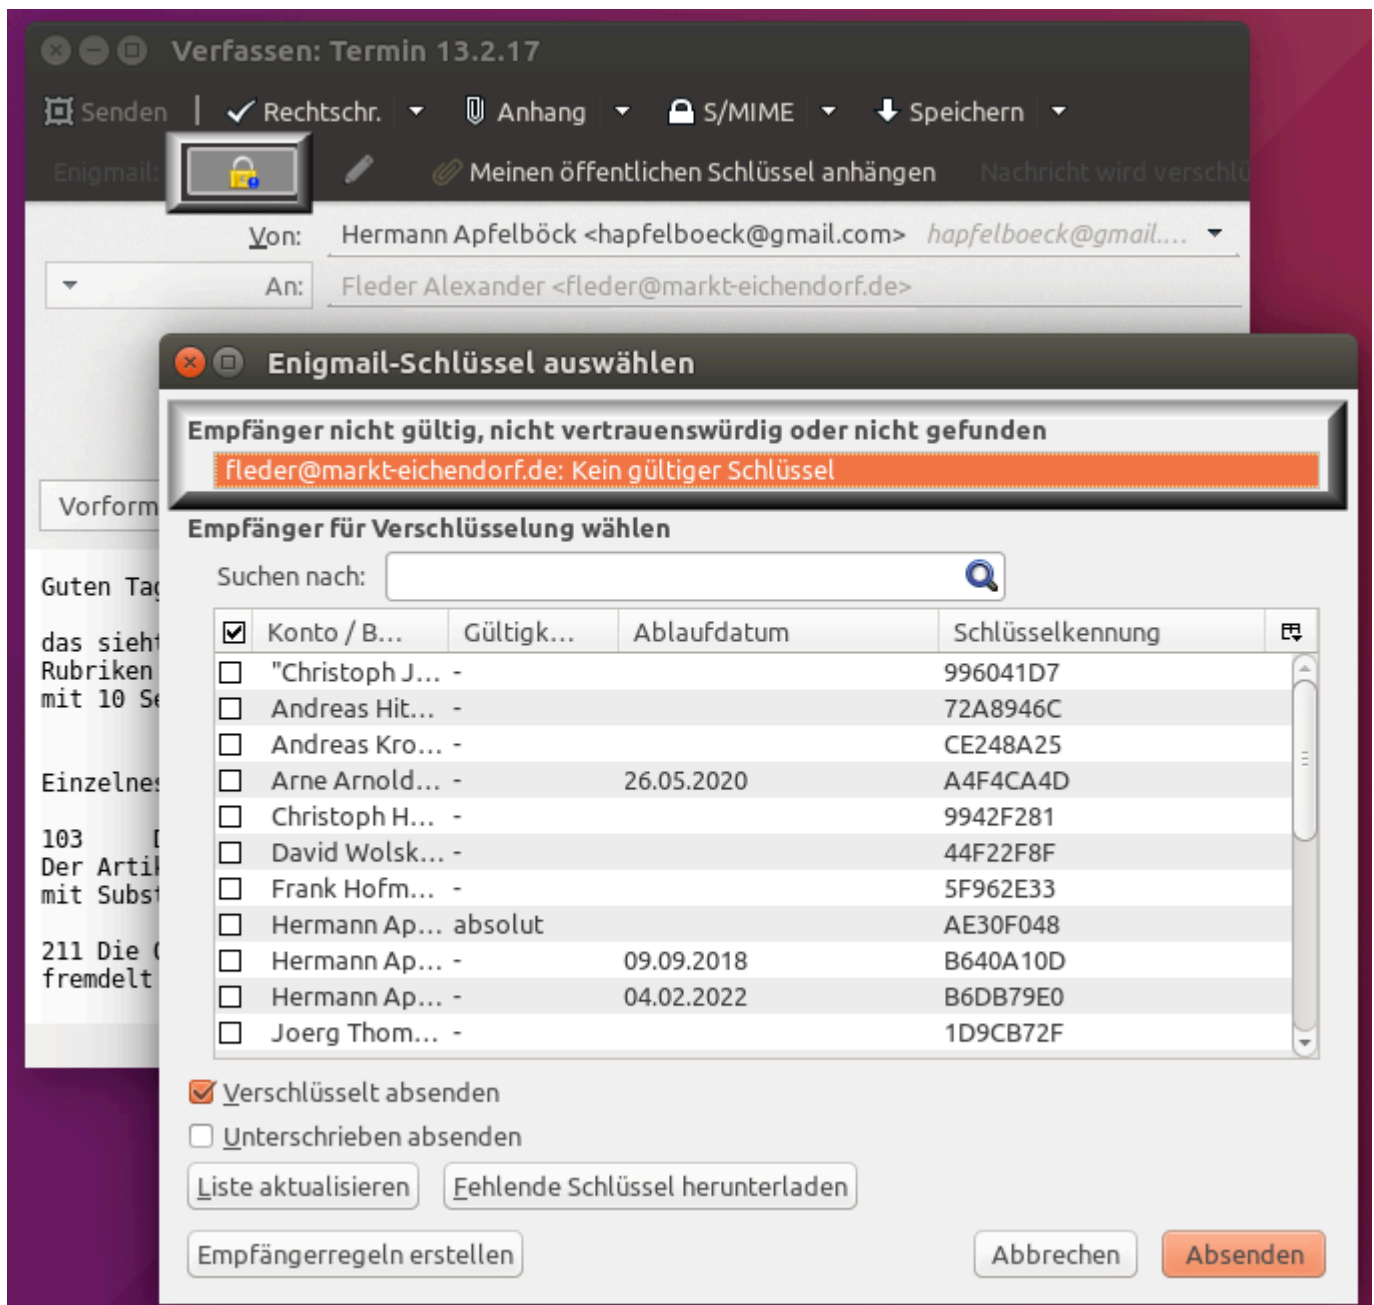 Verfassen: Termin 13.2.17
Senden Rechtschr. Anhang S/MIME Speichern
Enigmail: Meinen öffentlichen Schlüssel anhängen Nachricht wird
Von: Hermann Apfelböck <hapfelboeck@gmail.com> hapfelboeck@gmail....
An: Fleder Alexander <fleder@markt-eichendorf.de>
Enigmail-Schlüssel auswählen
Empfänger nicht gültig, nicht vertrauenswürdig oder nicht gefunden
fleder@markt-eichendorf.de: Kein gültiger Schlüssel
Vorform
Empfänger für Verschlüsselung wählen
Suchen nach:
Guten Tag
das sieht
Rubriken
mit 10 Se
Einzelnes
103
Der Artik
mit Subst
211 Die
fremdelt
Konto / B... Gültigk... Ablaufdatum Schlüsselkennung
"Christoph J... - 996041D7
Andreas Hit... - 72A8946C
Andreas Kro... - CE248A25
Arne Arnold... - 26.05.2020 A4F4CA4D
Christoph H... - 9942F281
David Wolsk... - 44F22F8F
Frank Hofm... - 5F962E33
Hermann Ap... absolut AE30F048
Hermann Ap... - 09.09.2018 B640A10D
Hermann Ap... - 04.02.2022 B6DB79E0
Joerg Thom... - 1D9CB72F
Verschlüsselt absenden
Unterschrieben absenden
Liste aktualisieren Fehlende Schlüssel herunterladen
Empfängerregeln erstellen Abbrechen Absenden